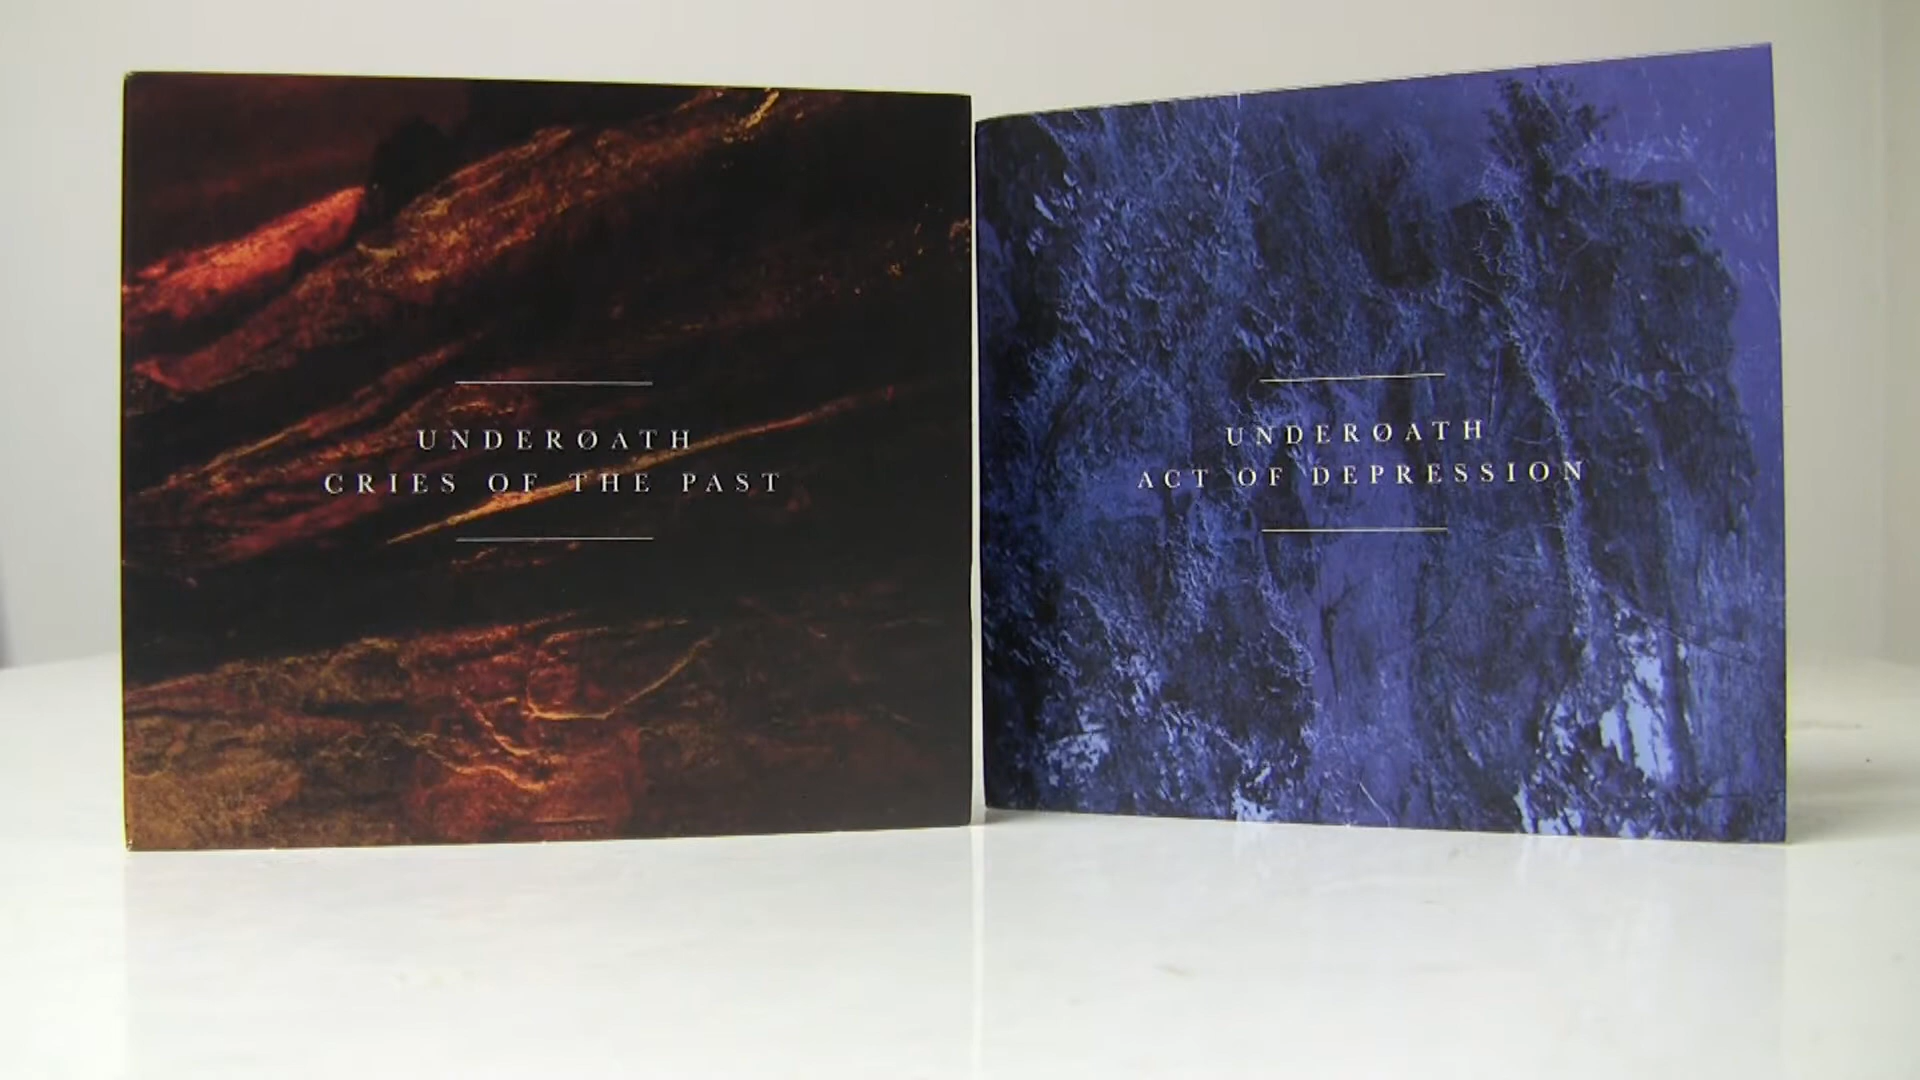 UNDERØATH
CRIES OF THE PAST
UNDERØATH
ACT OF DEPRESSION